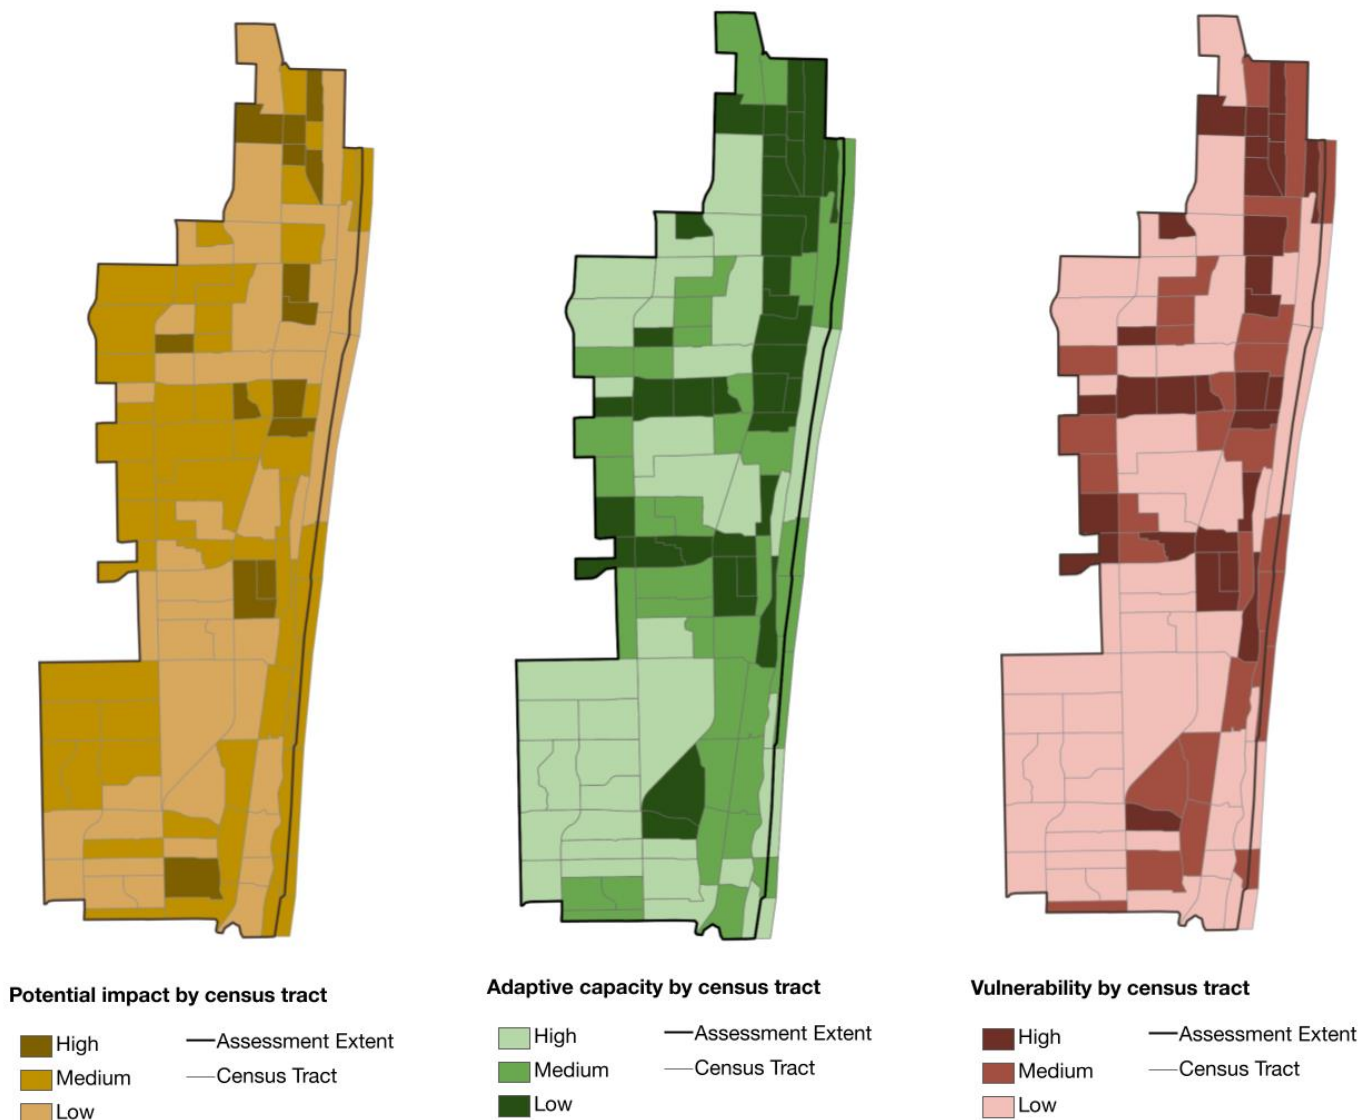 Potential impact by census tract
High
Assessment Extent
Medium
Census Tract
Low
Adaptive capacity by census tract
High
Assessment Extent
Medium
Census Tract
Low
Vulnerability by census tract
High
Assessment Extent
Medium
Census Tract
Low